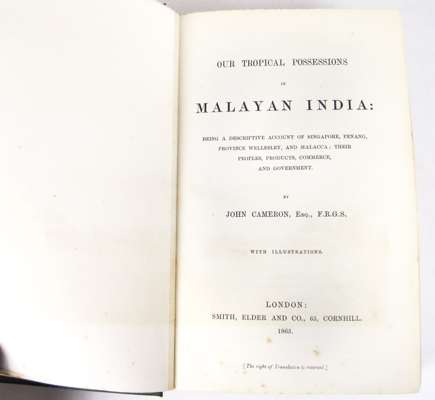 OUR TROPICAL POSSESSIONS
IN
MALAYAN INDIA:
BEING A DESCRIPTIVE ACCOUNT OF SINGAPORE, PENANG,
PROVINCE WELLESLEY, AND MALACCA: THEIR
PEOPLES, PRODUCTS, COMMERCE,
AND GOVERNMENT.
BY
JOHN CAMERON, ESQ., F.R.G.S.
WITH ILLUSTRATIONS.
LONDON:
SMITH, ELDER AND CO., 65, CORNHILL.
1865.
[The right of Translation is reserved]